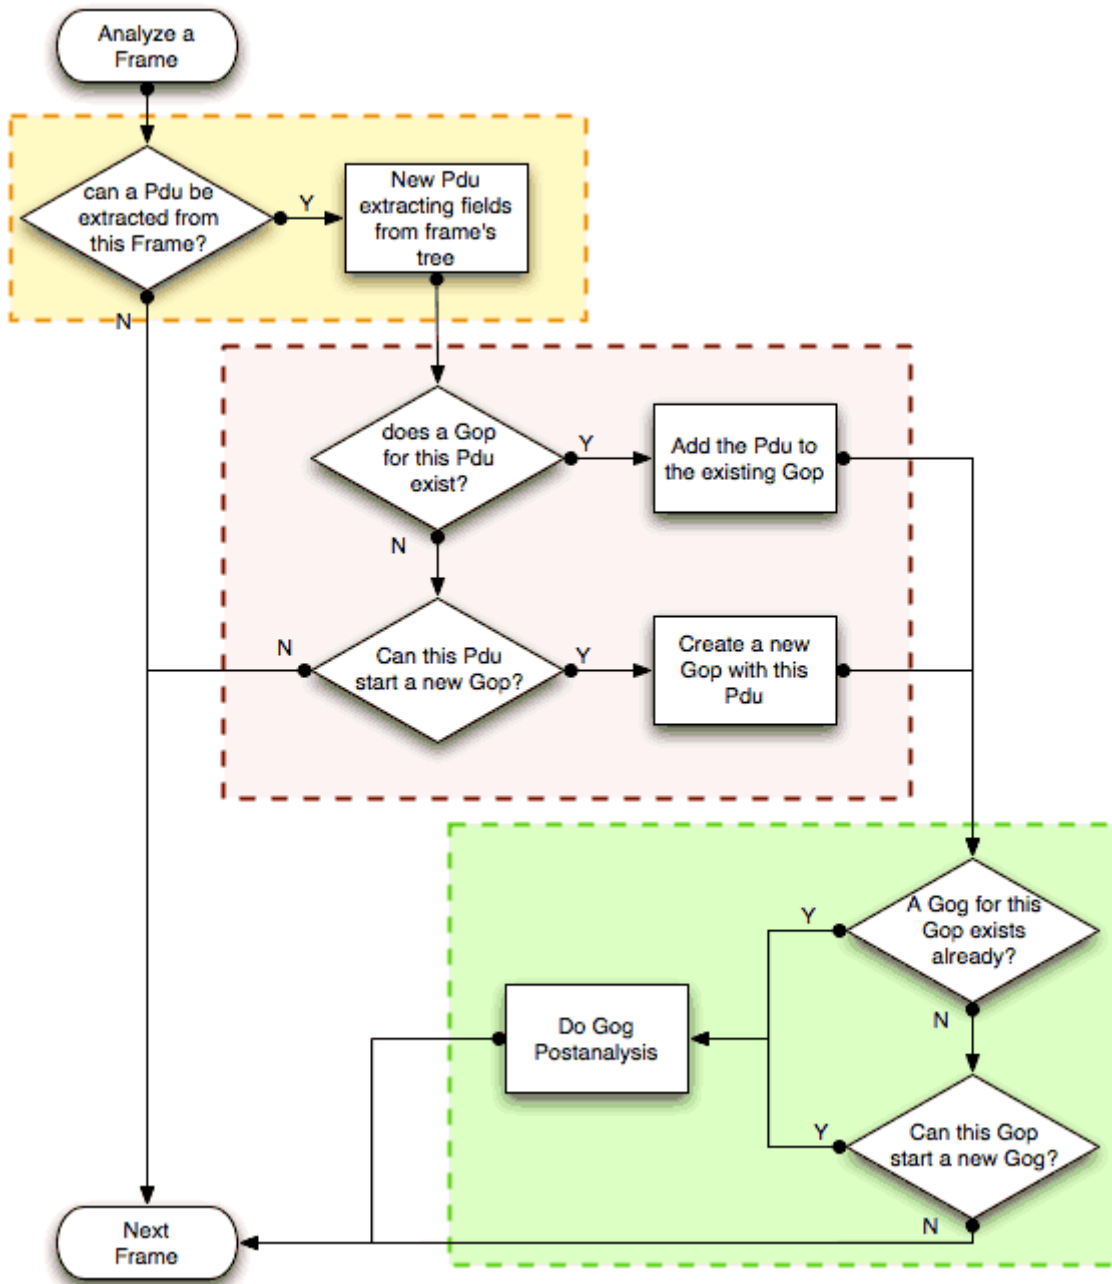 Analyze a
Frame
can a Pdu be
extracted from
this Frame?
Y
New Pdu
extracting fields
from frame's
tree
N
does a Gop
for this Pdu
exist?
Y
Add the Pdu to
the existing Gop
N
N
Can this Pdu
start a new Gop?
Y
Create a new
Gop with this
Pdu
Y
A Gog for this
Gop exists
already?
N
Do Gog
Postanalysis
Y
Can this Gop
start a new Gog?
N
Next
Frame